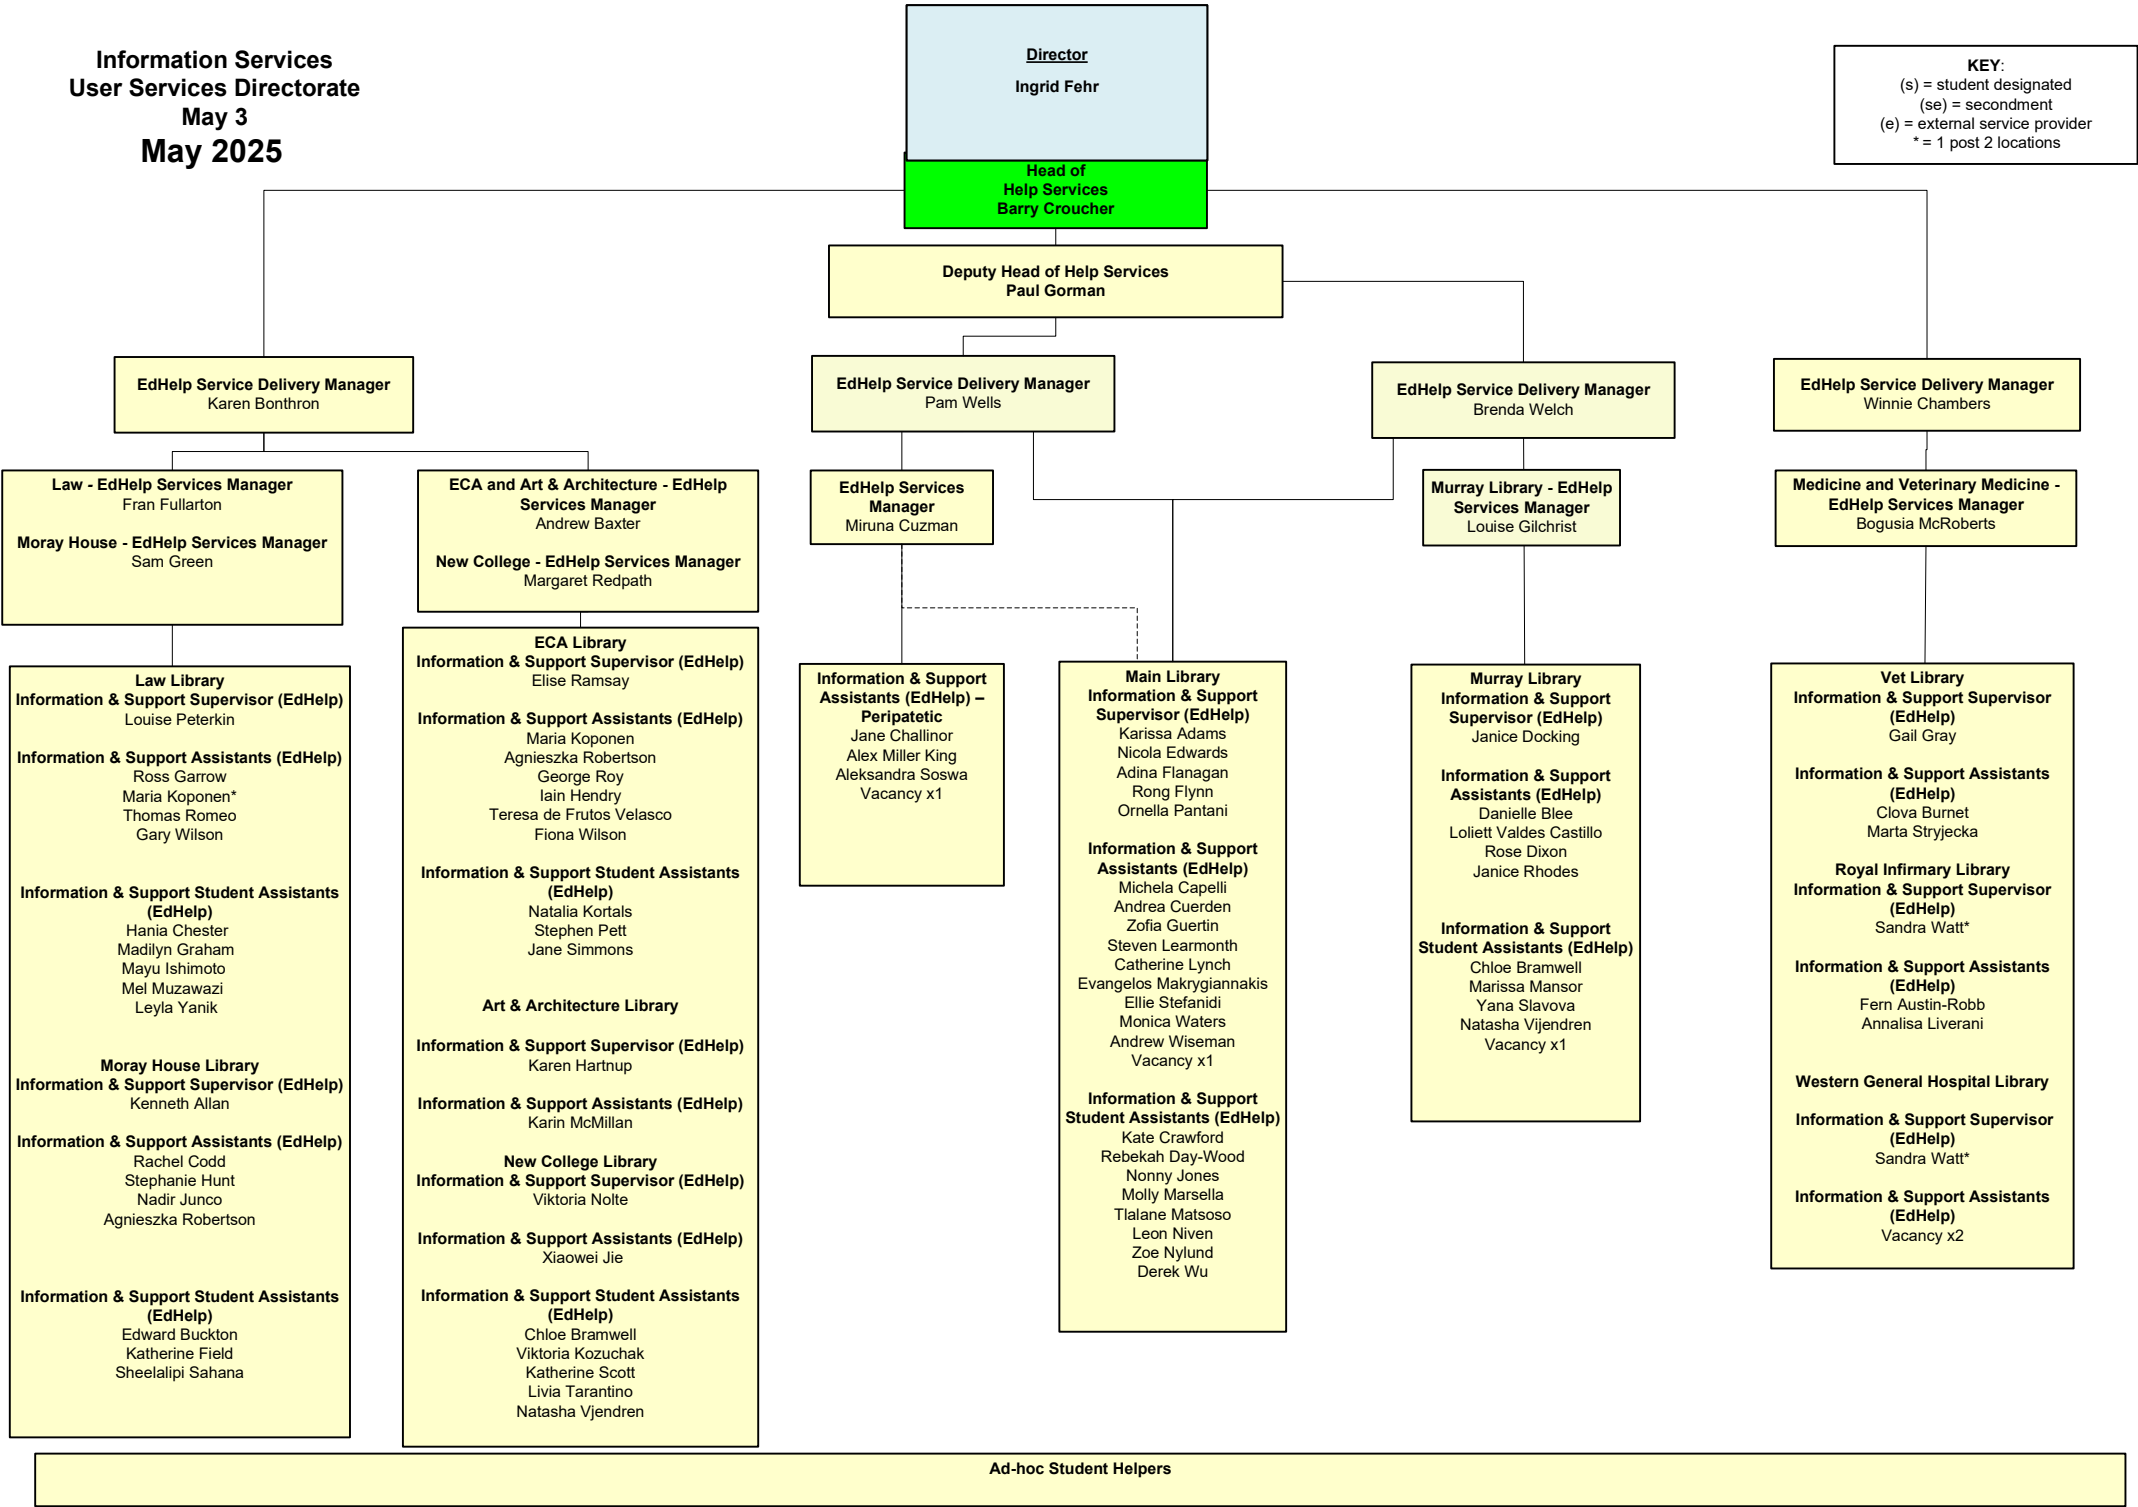 Information Services
User Services Directorate
May 3
May 2025
Director
Ingrid Fehr
KEY:
(s) = student designated
(se) = secondment
(e) = external service provider
* = 1 post 2 locations
Head of
Help Services
Barry Croucher
Deputy Head of Help Services
Paul Gorman
EdHelp Service Delivery Manager
Karen Bonthron
EdHelp Service Delivery Manager
Pam Wells
EdHelp Service Delivery Manager
Brenda Welch
EdHelp Service Delivery Manager
Winnie Chambers
Law - EdHelp Services Manager
Fran Fullarton
Moray House - EdHelp Services Manager
Sam Green
ECA and Art & Architecture - EdHelp
Services Manager
Andrew Baxter
New College - EdHelp Services Manager
Margaret Redpath
EdHelp Services
Manager
Miruna Cuzman
Murray Library - EdHelp
Services Manager
Louise Gilchrist
Medicine and Veterinary Medicine -
EdHelp Services Manager
Bogusia McRoberts
Law Library
Information & Support Supervisor (EdHelp)
Louise Peterkin
Information & Support Assistants (EdHelp)
Ross Garrow
Maria Koponen*
Thomas Romeo
Gary Wilson
Information & Support Student Assistants
(EdHelp)
Hania Chester
Madilyn Graham
Mayu Ishimoto
Mel Muzawazi
Leyla Yanik
Moray House Library
Information & Support Supervisor (EdHelp)
Kenneth Allan
Information & Support Assistants (EdHelp)
Rachel Codd
Stephanie Hunt
Nadir Junco
Agnieszka Robertson
Information & Support Student Assistants
(EdHelp)
Edward Buckton
Katherine Field
Sheelalipi Sahana
ECA Library
Information & Support Supervisor (EdHelp)
Elise Ramsay
Information & Support Assistants (EdHelp)
Maria Koponen
Agnieszka Robertson
George Roy
Iain Hendry
Teresa de Frutos Velasco
Fiona Wilson
Information & Support Student Assistants
(EdHelp)
Natalia Kortals
Stephen Pett
Jane Simmons
Art & Architecture Library
Information & Support Supervisor (EdHelp)
Karen Hartnup
Information & Support Assistants (EdHelp)
Karin McMillan
New College Library
Information & Support Supervisor (EdHelp)
Viktoria Nolte
Information & Support Assistants (EdHelp)
Xiaowei Jie
Information & Support Student Assistants
(EdHelp)
Chloe Bramwell
Viktoria Kozuchak
Katherine Scott
Livia Tarantino
Natasha Vjendren
Information & Support
Assistants (EdHelp) –
Peripatetic
Jane Challinor
Alex Miller King
Aleksandra Soswa
Vacancy x1
Main Library
Information & Support
Supervisor (EdHelp)
Karissa Adams
Nicola Edwards
Adina Flanagan
Rong Flynn
Ornella Pantani
Information & Support
Assistants (EdHelp)
Michela Capelli
Andrea Cuerden
Zofia Guertin
Steven Learmonth
Catherine Lynch
Evangelos Makrygiannakis
Ellie Stefanidi
Monica Waters
Andrew Wiseman
Vacancy x1
Information & Support
Student Assistants (EdHelp)
Kate Crawford
Rebekah Day-Wood
Nonny Jones
Molly Marsella
Tlalane Matsoso
Leon Niven
Zoe Nylund
Derek Wu
Murray Library
Information & Support
Supervisor (EdHelp)
Janice Docking
Information & Support
Assistants (EdHelp)
Danielle Blee
Loliett Valdes Castillo
Rose Dixon
Janice Rhodes
Information & Support
Student Assistants (EdHelp)
Chloe Bramwell
Marissa Mansor
Yana Slavova
Natasha Vijendren
Vacancy x1
Vet Library
Information & Support Supervisor
(EdHelp)
Gail Gray
Information & Support Assistants
(EdHelp)
Clova Burnet
Marta Stryjecka
Royal Infirmary Library
Information & Support Supervisor
(EdHelp)
Sandra Watt*
Information & Support Assistants
(EdHelp)
Fern Austin-Robb
Annalisa Liverani
Western General Hospital Library
Information & Support Supervisor
(EdHelp)
Sandra Watt*
Information & Support Assistants
(EdHelp)
Vacancy x2
Ad-hoc Student Helpers